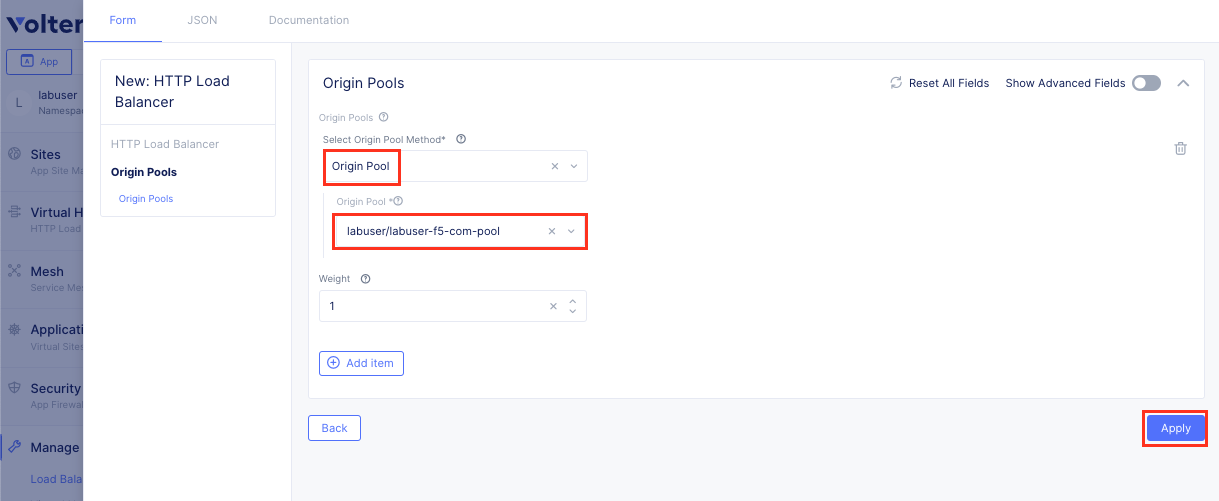 Volter
Form
JSON
Documentation
App
L
labuser
Namespac
Sites
App Site Ma
Virtual H
HTTP Load
Mesh
Service Mes
Applicati
Virtual Sites
Security
App Firewal
Manage
Load Bala
New: HTTP Load
Balancer
HTTP Load Balancer
Origin Pools
Origin Pools
Origin Pools
Reset All Fields
Show Advanced Fields
Origin Pools
Select Origin Pool Method*
Origin Pool
Origin Pool *
labuser/labuser-f5-com-pool
Weight
1
Add item
Back
Apply